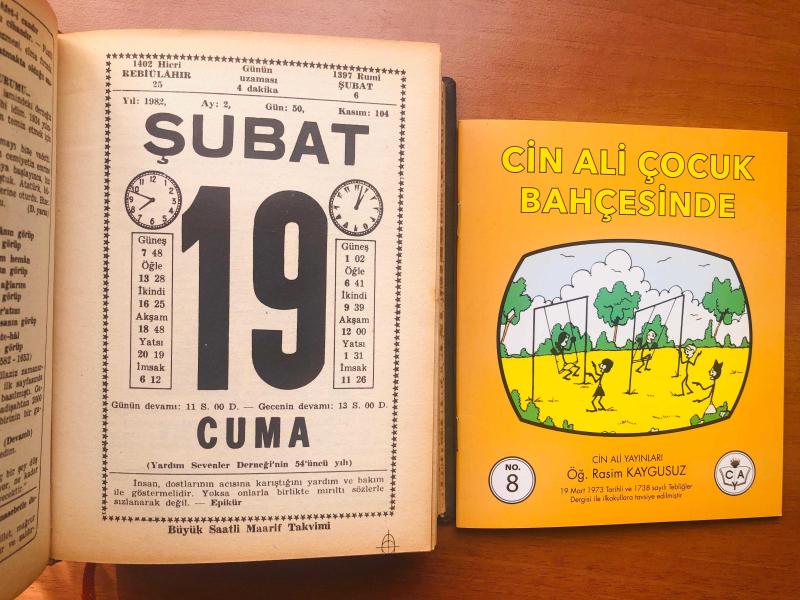 1402 Hicri
REBİÜLÂHIR
25
Günün
uzaması
4 dakika
1397 Rumi
ŞUBAT
6
Yıl: 1982, Ay: 2, Gün: 50, Kasım: 104
ŞUBAT
19
Güneş
7 48
Öğle
13 28
İkindi
16 25
Akşam
18 48
Yatsı
20 19
İmsak
6 12
Güneş
1 02
Öğle
6 41
İkindi
9 39
Akşam
12 00
Yatsı
1 31
İmsak
11 26
Günün devamı: 11 S. 00 D. — Gecenin devamı: 13 S. 00 D.
CUMA
(Yardım Sevenler Derneği'nin 54'üncü yılı)
İnsan, dostlarının acısına karıştığını yardım ve bakım
ile göstermelidir. Yoksa onlarla birlikte mırıltı sözlerle
sızlanarak değil. — Epikür
Büyük Saatli Maarif Takvimi
CİN ALİ ÇOCUK
BAHÇESİNDE
CİN ALİ YAYINLARI
Öğ. Rasim KAYGUSUZ
19 Mart 1973 Tarihli ve 1738 sayılı Tebliğler
Dergisi ile ilkokullara tavsiye edilmiştir
NO.
8
C A